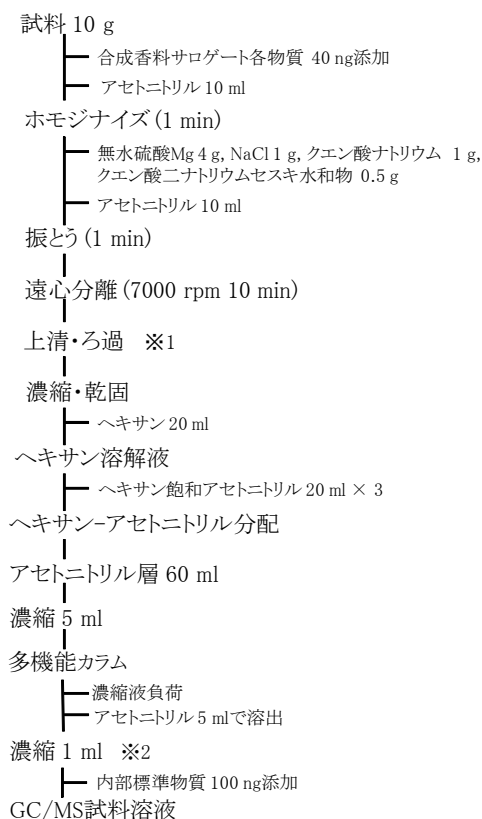 試料 10 g
合成香料サロゲート各物質 40 ng添加
アセトニトリル 10 ml
ホモジナイズ (1 min)
無水硫酸Mg 4 g, NaCl 1 g, クエン酸ナトリウム 1 g,
クエン酸二ナトリウムセスキ水和物 0.5 g
アセトニトリル 10 ml
振とう (1 min)
遠心分離 (7000 rpm 10 min)
上清・ろ過 ※1
濃縮・乾固
ヘキサン 20 ml
ヘキサン溶解液
ヘキサン飽和アセトニトリル 20 ml × 3
ヘキサン-アセトニトリル分配
アセトニトリル層 60 ml
濃縮 5 ml
多機能カラム
濃縮液負荷
アセトニトリル 5 mlで溶出
濃縮 1 ml ※2
内部標準物質 100 ng添加
GC/MS試料溶液